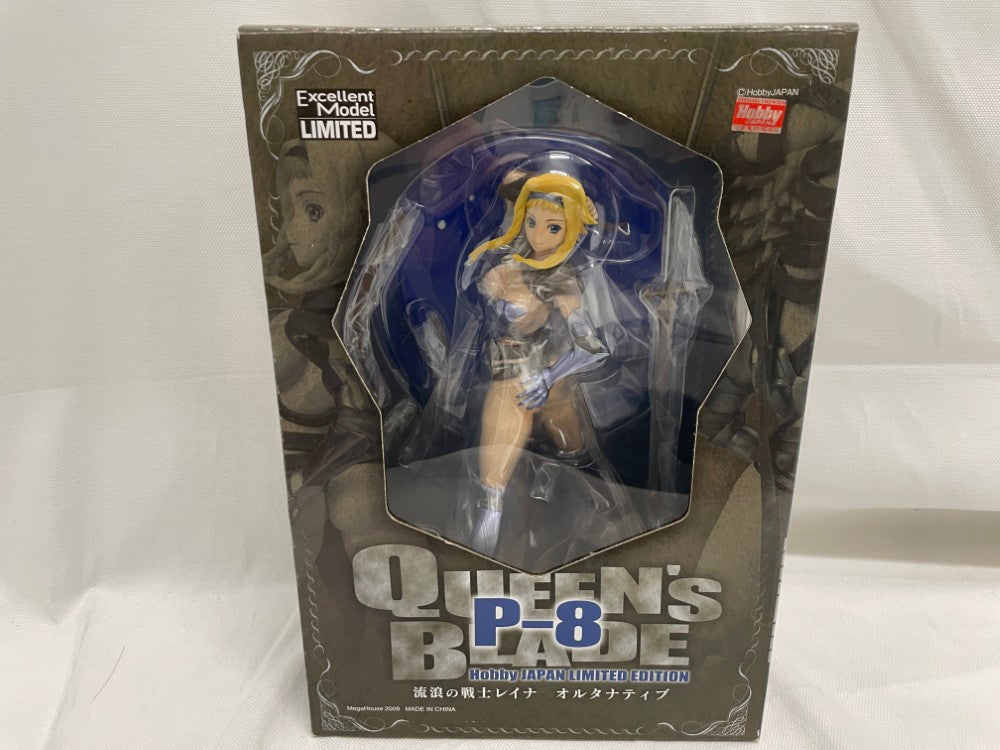 Excellent
Model
LIMITED
©HobbyJAPAN
Hobby
JAPAN
QUEEN'S
P-8
BLADE
Hobby JAPAN LIMITED EDITION
流浪の戦士レイナ オルタナティブ
MegaHouse 2009 MADE IN CHINA